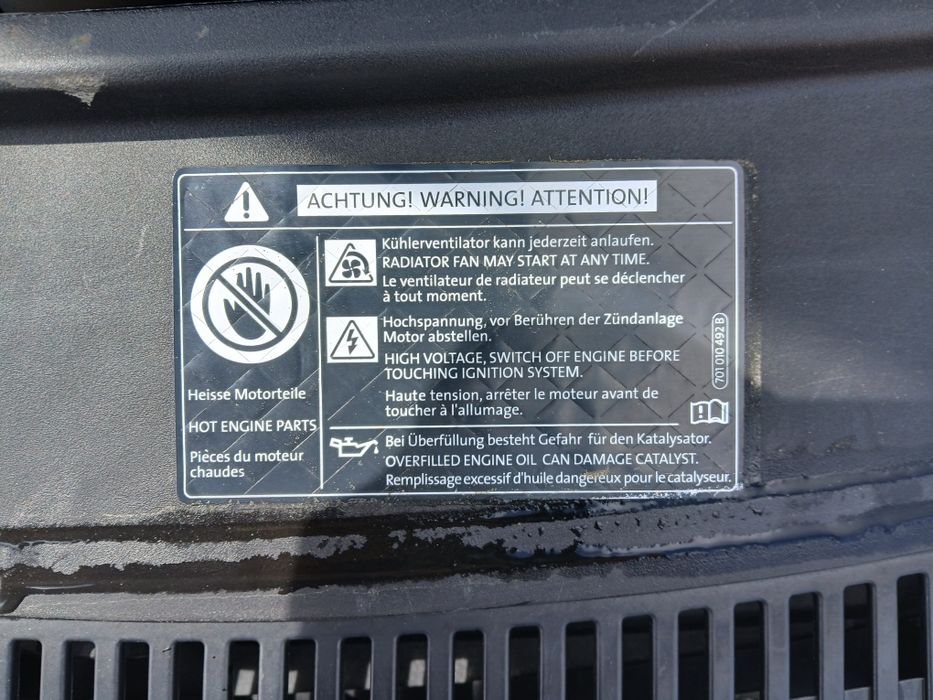 ACHTUNG! WARNING! ATTENTION!
Heisse Motorteile
HOT ENGINE PARTS
Pièces du moteur
chaudes
Kühlerventilator kann jederzeit anlaufen.
RADIATOR FAN MAY START AT ANY TIME.
Le ventilateur de radiateur peut se déclencher
à tout moment.
Hochspannung, vor Berühren der Zündanlage
Motor abstellen.
HIGH VOLTAGE, SWITCH OFF ENGINE BEFORE
TOUCHING IGNITION SYSTEM.
Haute tension, arrêter le moteur avant de
toucher à l'allumage.
Bei Überfüllung besteht Gefahr für den Katalysator.
OVERFILLED ENGINE OIL CAN DAMAGE CATALYST.
Remplissage excessif d'huile dangereux pour le catalyseur.
701 010 492 B